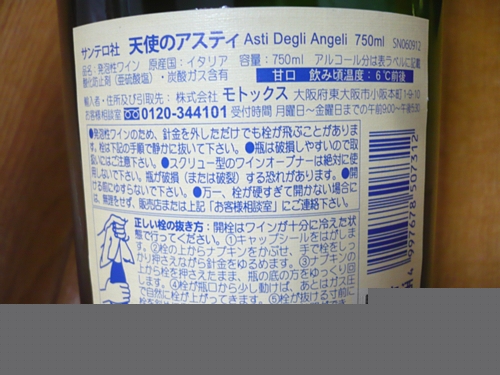 サンテロ社 天使のアスティ Asti Degli Angeli 750ml SN060912
品名：発泡性ワイン 原産国：イタリア 容量：750ml アルコール分は表ラベルに記載
酸化防止剤（亜硫酸塩）・炭酸ガス含有 甘口 飲み頃温度：6℃前後
輸入者・住所及び引取先：株式会社 モトックス 大阪府東大阪市小阪本町1-9-10
お客様相談室 0120-344101 受付時間 月曜日～金曜日までの午前9:00～午後
●発泡性ワインのため、針金を外しただけでも栓が飛ぶことがありま
す。栓は下記の手順で静かに抜いて下さい。●瓶は破損しやすいので取
扱いにはご注意下さい。●スクリュー型のワインオープナーは絶対に使
用しないで下さい。瓶が破損（または破裂）する恐れがあります。●開
ける前にゆすらないで下さい。●万一、栓が硬すぎて開かない場合に
は、無理をせず、販売店または上記「お客様相談室」にご連絡下さい。
正しい栓の抜き方：開栓はワインが十分に冷えた状
態で行ってください。①キャップシールをはがしま
す。②栓の上からナプキンをかぶせ、手で栓をしっ
かり押さえながら針金をゆるめます。③ナプキンの
上から栓を押さえたまま、瓶の底の方をゆっくり回
します。④栓が瓶口から少し動けば、あとはガス圧
で自然に栓が上がってきます。⑤栓が抜ける寸前に
4 997678 507312